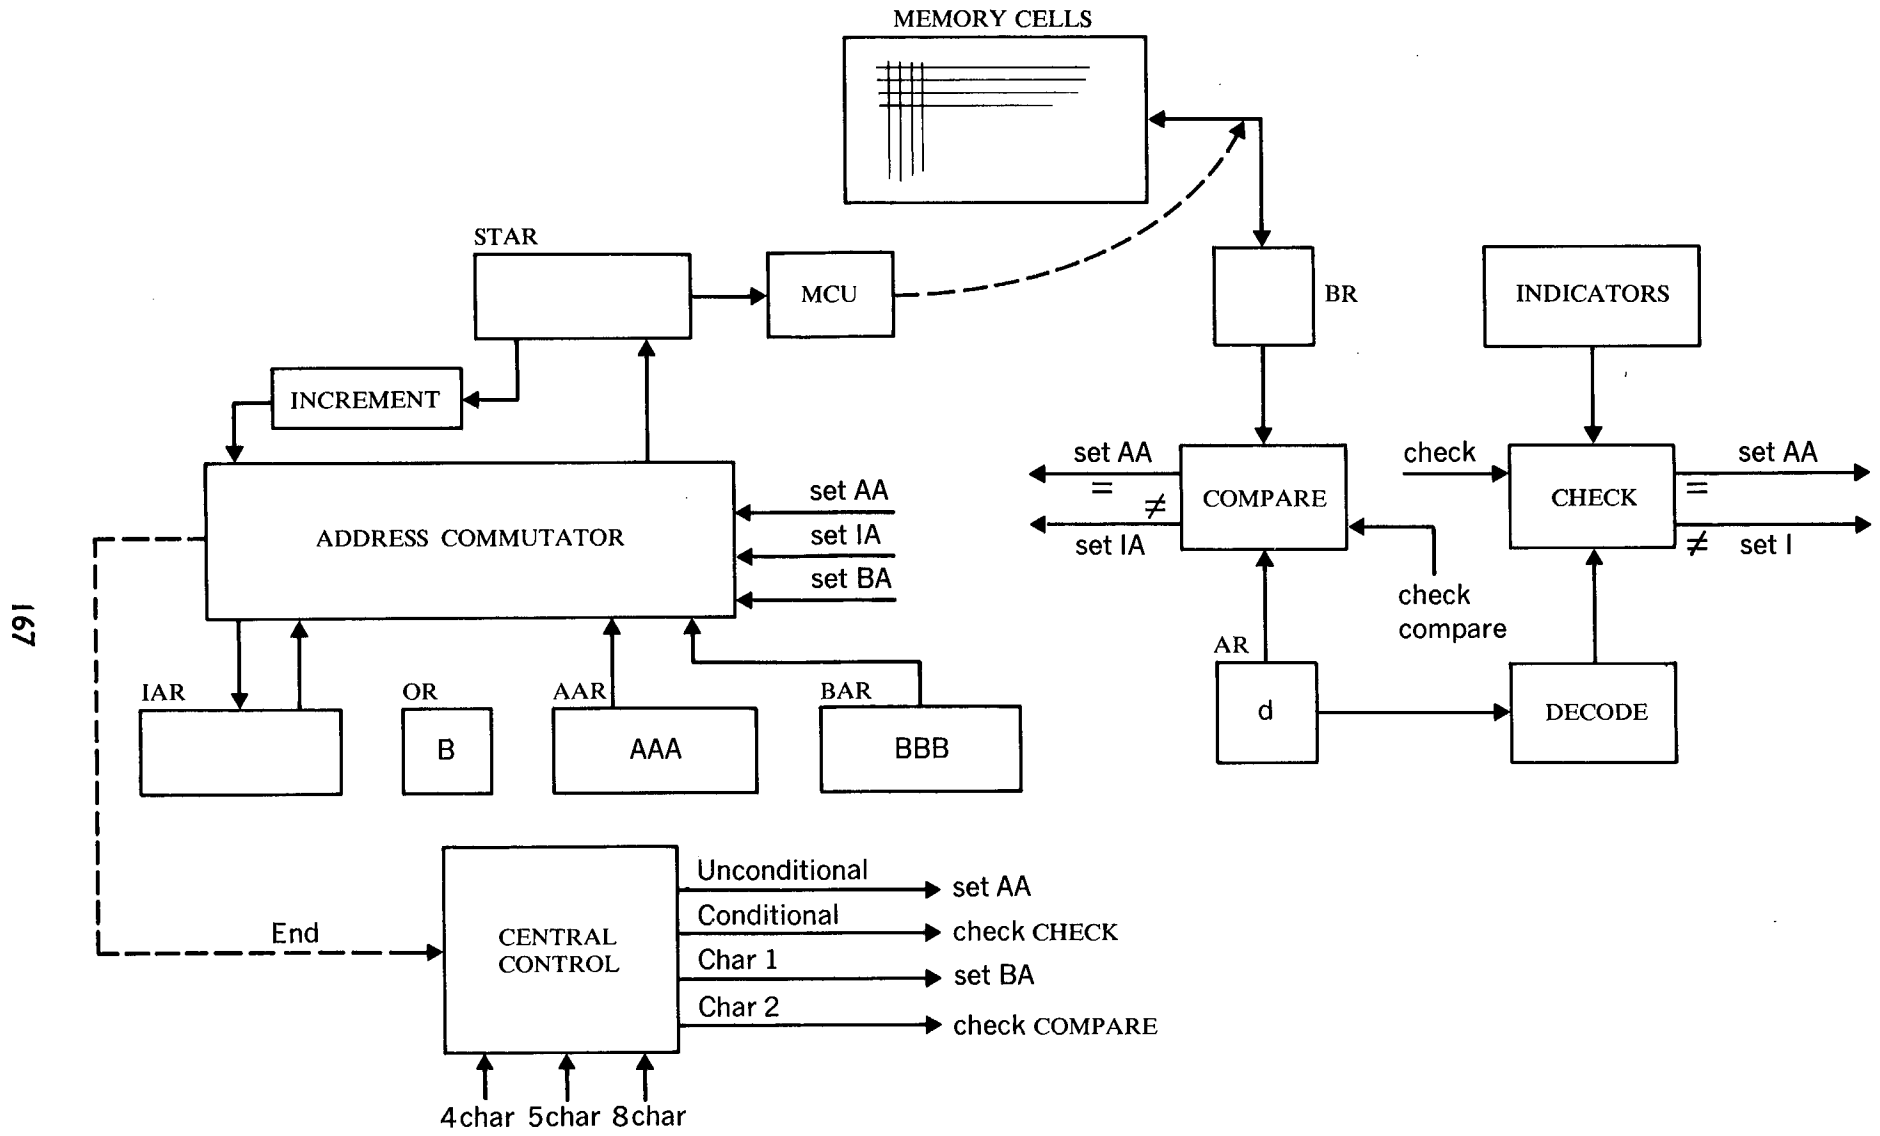 MEMORY CELLS
STAR
MCU
BR
INDICATORS
INCREMENT
set AA
=
≠
set IA
COMPARE
check
CHECK
set AA
=
≠ set I
ADDRESS COMMUTATOR
set AA
set IA
set BA
check
compare
167
IAR
OR
B
AAR
AAA
BAR
BBB
AR
d
DECODE
End
CENTRAL
CONTROL
Unconditional
set AA
Conditional
check CHECK
Char 1
set BA
Char 2
check COMPARE
4char 5char 8char